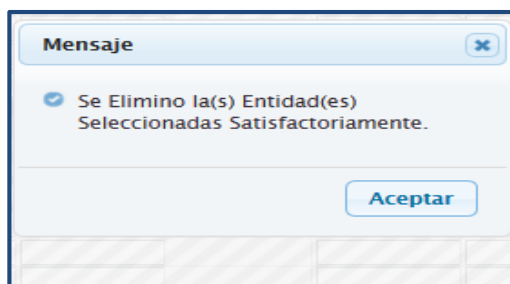 Mensaje
Se Elimino la(s) Entidad(es)
Seleccionadas Satisfactoriamente.
Aceptar